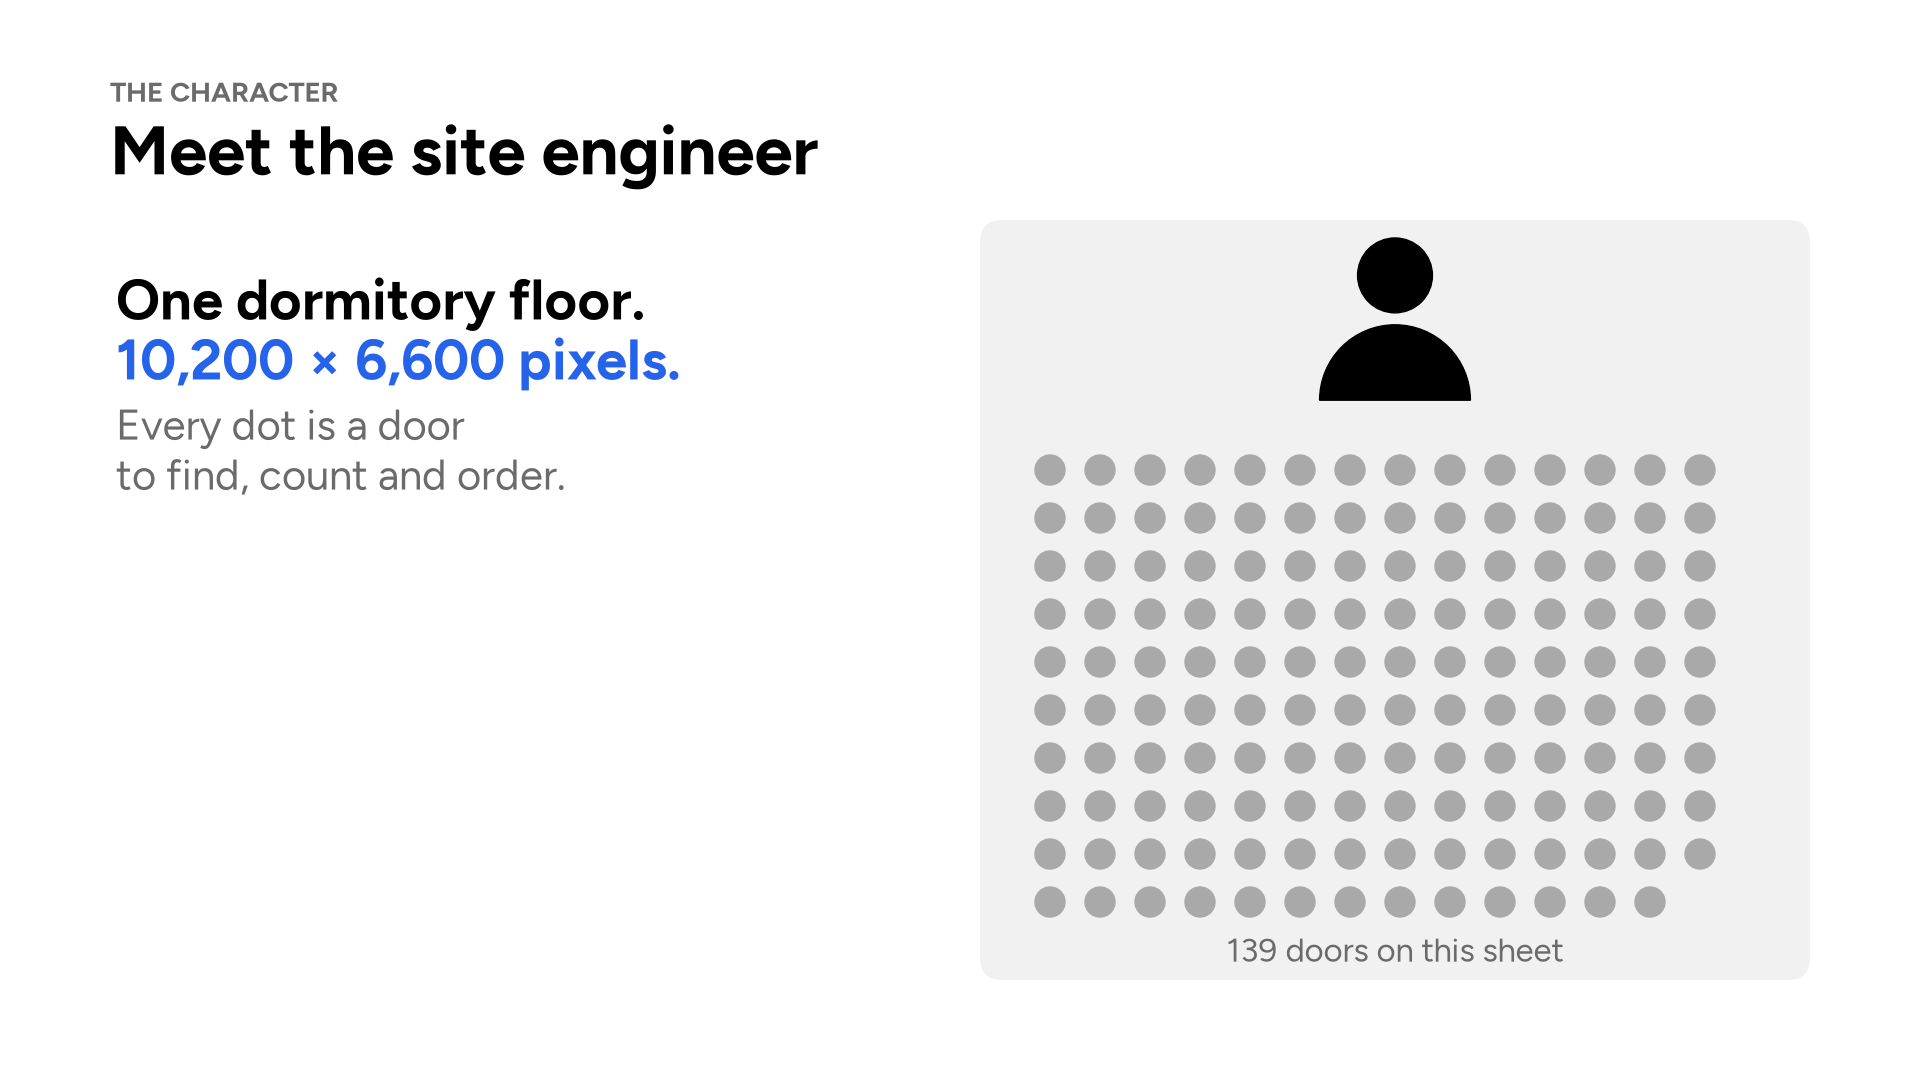 THE CHARACTER
Meet the site engineer
One dormitory floor.
10,200 × 6,600 pixels.
Every dot is a door
to find, count and order.
139 doors on this sheet